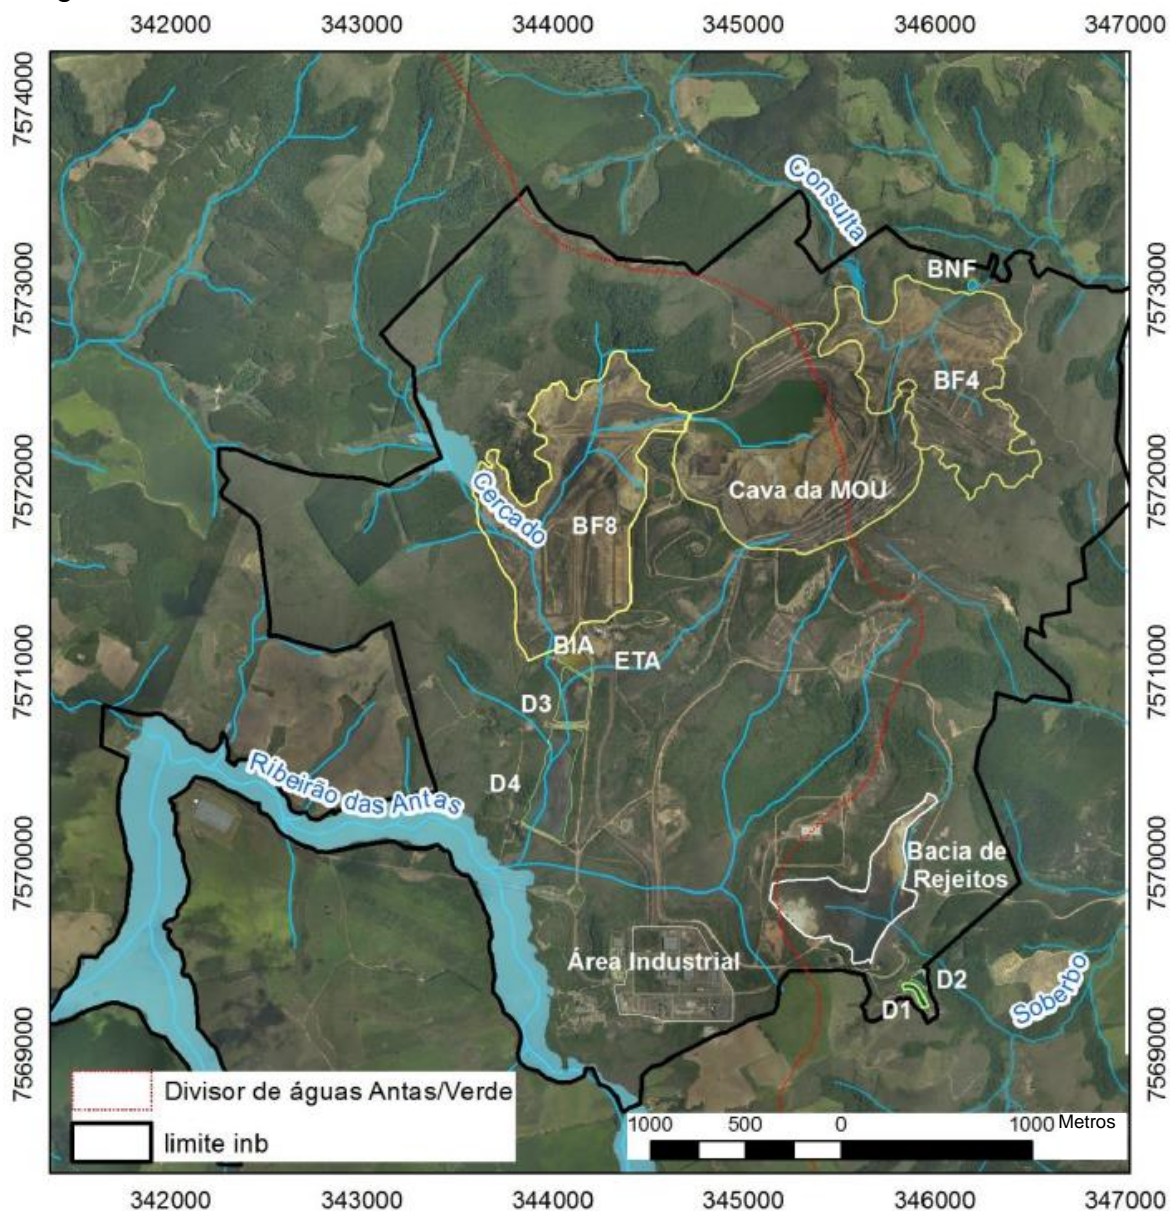 342000 343000 344000 345000 346000 347000
7574000
7573000
7572000
7571000
7570000
7569000
Consulta
BNF
BF4
Cava da MOU
Cercado
BF8
BIA
ETA
D3
D4
Ribeirão das Antas
Bacia de
Rejeitos
Área Industrial
D2
D1
Soberbo
7574000
7573000
7572000
7571000
7570000
7569000
Divisor de águas Antas/Verde
limite inb
1000 500 0 1000 Metros
342000 343000 344000 345000 346000 347000